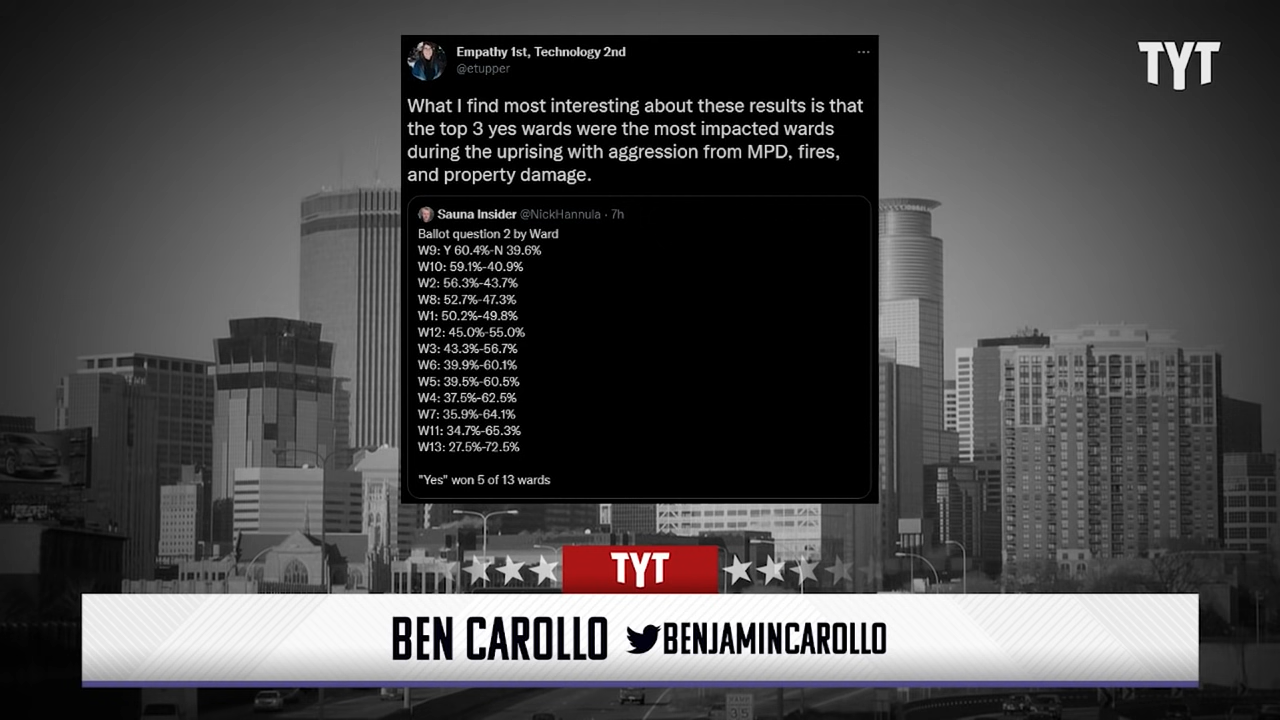 TYT
Empathy 1st, Technology 2nd
@etupper
What I find most interesting about these results is that
the top 3 yes wards were the most impacted wards
during the uprising with aggression from MPD, fires,
and property damage.
Sauna Insider @NickHannula · 7h
Ballot question 2 by Ward
W9: Y 60.4%-N 39.6%
W10: 59.1%-40.9%
W2: 56.3%-43.7%
W8: 52.7%-47.3%
W1: 50.2%-49.8%
W12: 45.0%-55.0%
W3: 43.3%-56.7%
W6: 39.9%-60.1%
W5: 39.5%-60.5%
W4: 37.5%-62.5%
W7: 35.9%-64.1%
W11: 34.7%-65.3%
W13: 27.5%-72.5%
"Yes" won 5 of 13 wards
TYT
BEN CAROLLO BENJAMINCAROLLO
35